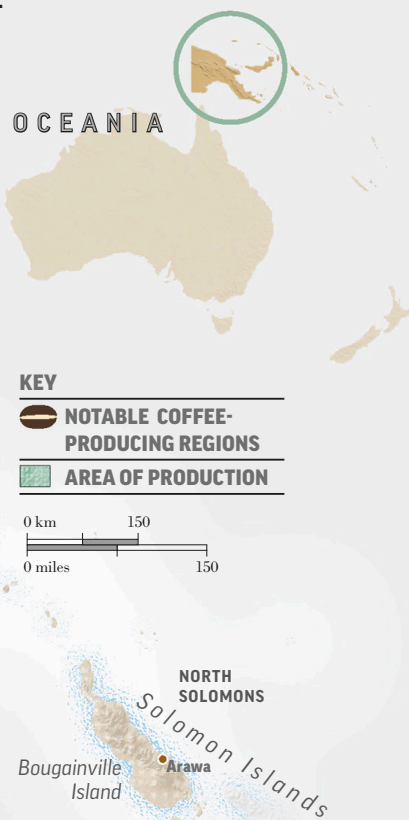 OCEANIA
KEY
NOTABLE COFFEE-
PRODUCING REGIONS
AREA OF PRODUCTION
0 km 150
0 miles 150
NORTH
SOLOMONS
Solomon Islands
Arawa
Bougainville
Island